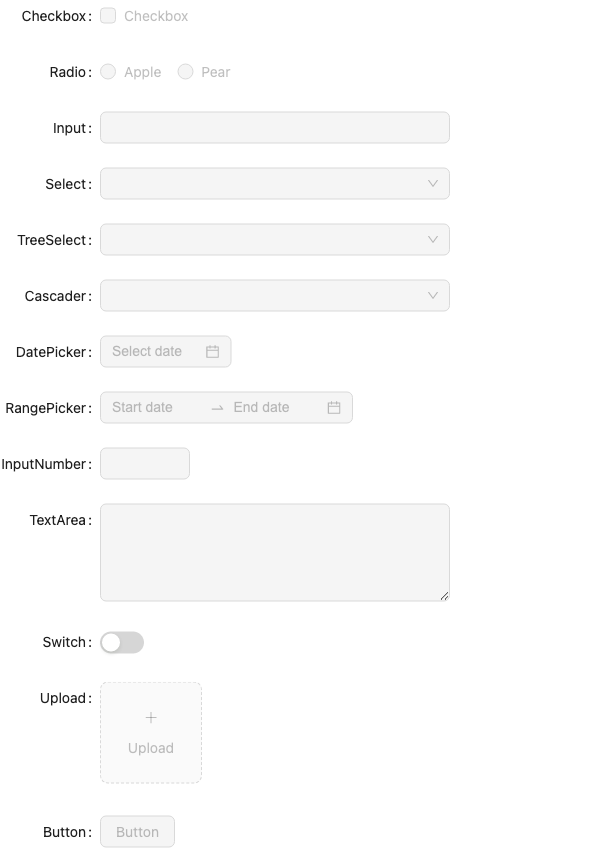 Checkbox: Checkbox
Radio: Apple Pear
Input:
Select:
TreeSelect:
Cascader:
DatePicker: Select date
RangePicker: Start date End date
InputNumber:
TextArea:
Switch:
Upload:
Upload
Button: Button